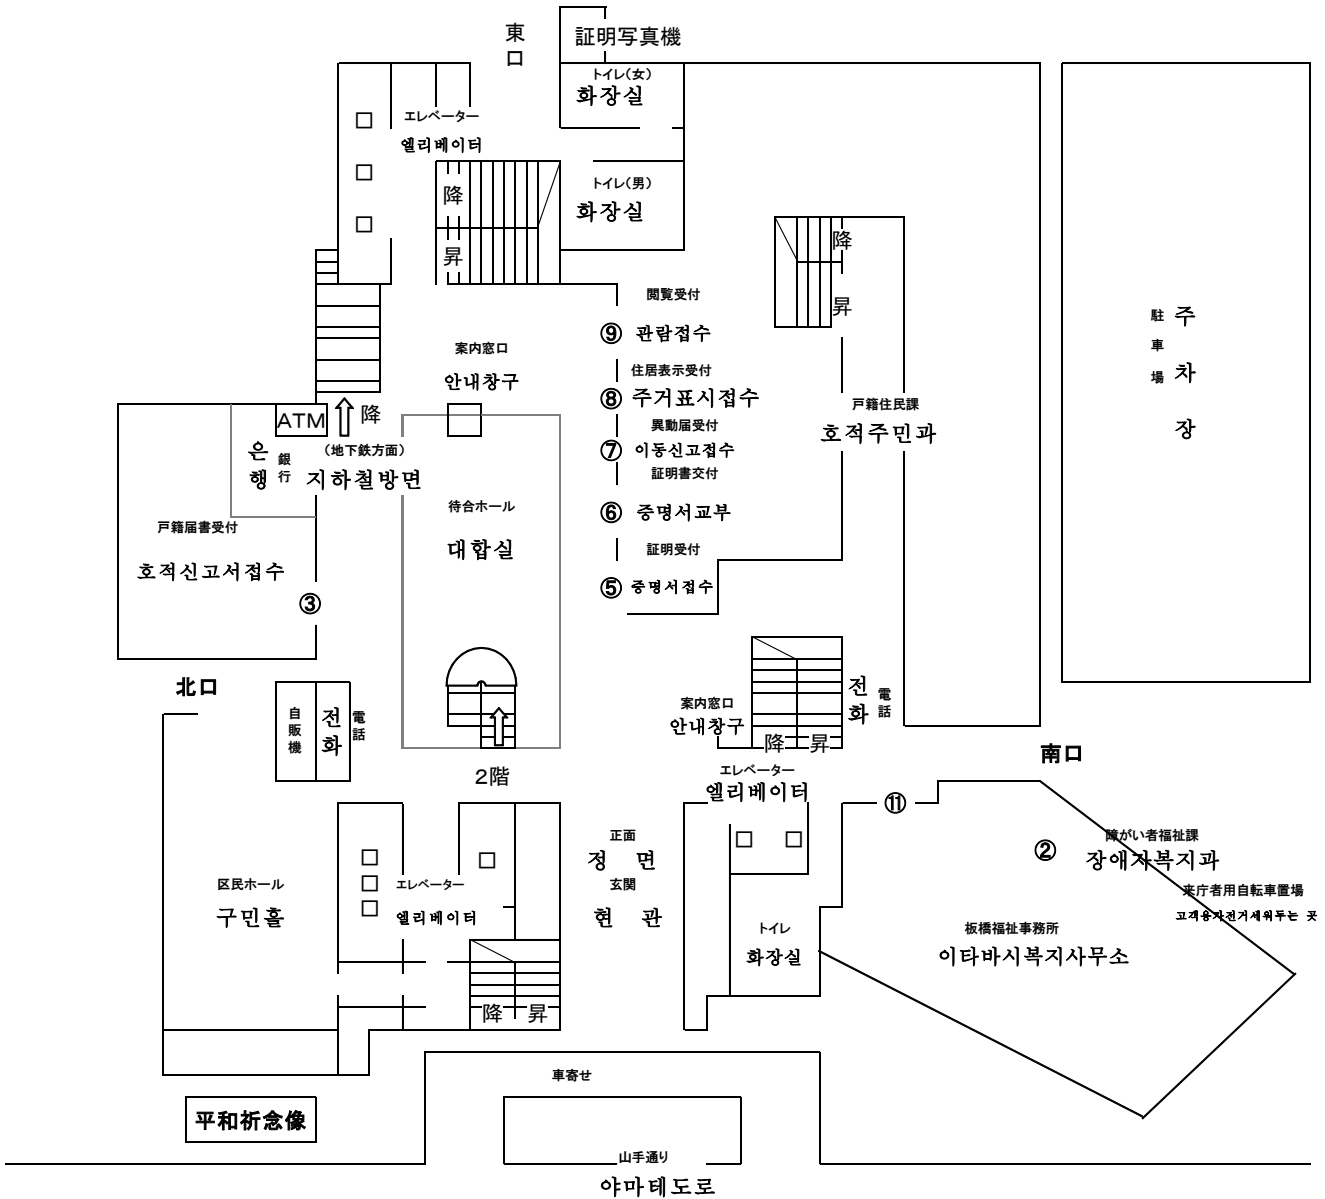 東口
証明写真機
トイレ(女)
화장실
エレベーター
엘리베이터
トイレ(男)
화장실
降
昇
降
昇
閲覧受付
⑨ 관람접수
案内窓口
안내창구
住居表示受付
⑧ 주거표시접수
異動届受付
⑦ 이동신고접수
証明書交付
⑥ 증명서교부
証明受付
⑤ 증명서접수
戸籍住民課
호적주민과
駐車場
주차장
ATM
降
은행
銀行
(地下鉄方面)
지하철방면
待合ホール
대합실
戸籍届書受付
호적신고서접수
③
北口
自販機
전화
電話
2階
案内窓口
안내창구
전화
電話
降
昇
南口
エレベーター
엘리베이터
⑪
②
障がい者福祉課
장애자복지과
来庁者用自転車置場
고객용자전거세워두는 곳
板橋福祉事務所
이타바시복지사무소
トイレ
화장실
正面
정 면
玄関
현 관
区民ホール
구민홀
エレベーター
엘리베이터
降
昇
車寄せ
平和祈念像
山手通り
야마테도로